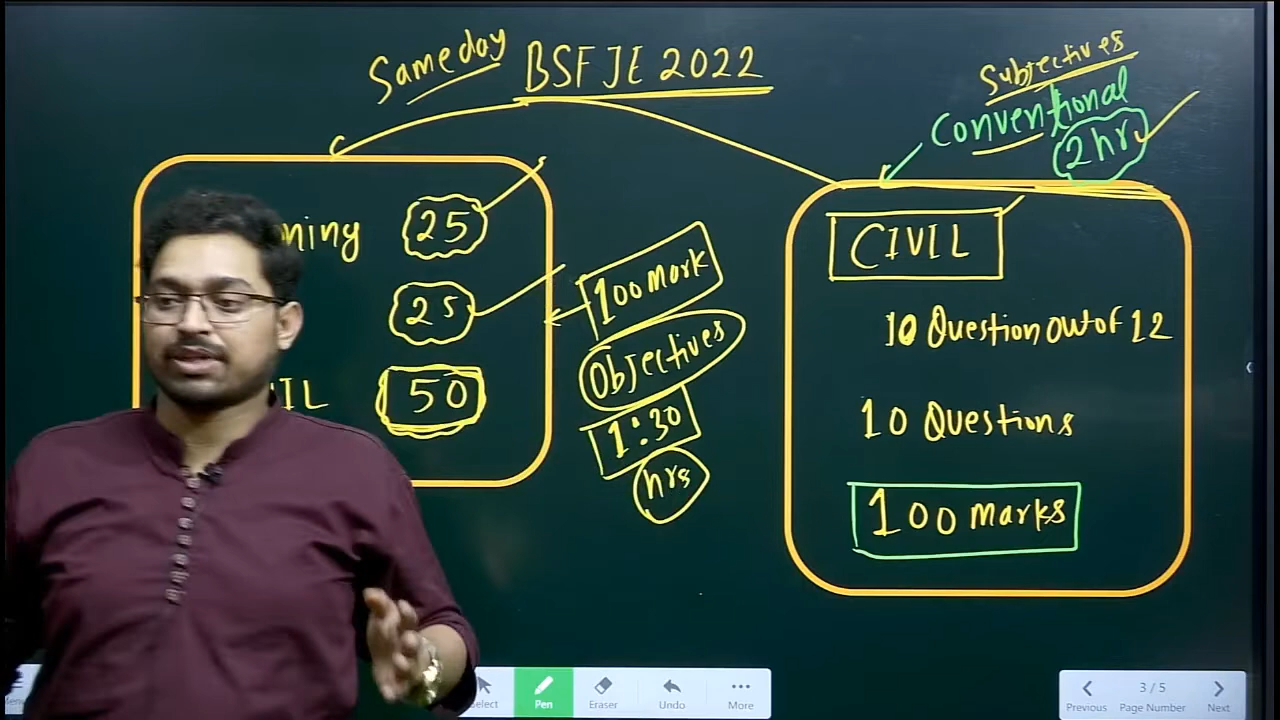 Sameday
BSF JE 2022
Subjectives
Conventional
2 hr
ning 25
25
IL 50
100 Mark
Objectives
1:30
hrs
CIVIL
10 Question out of 12
10 Questions
100 Marks
Select Pen Eraser Undo More
Previous 3 / 5 Page Number Next